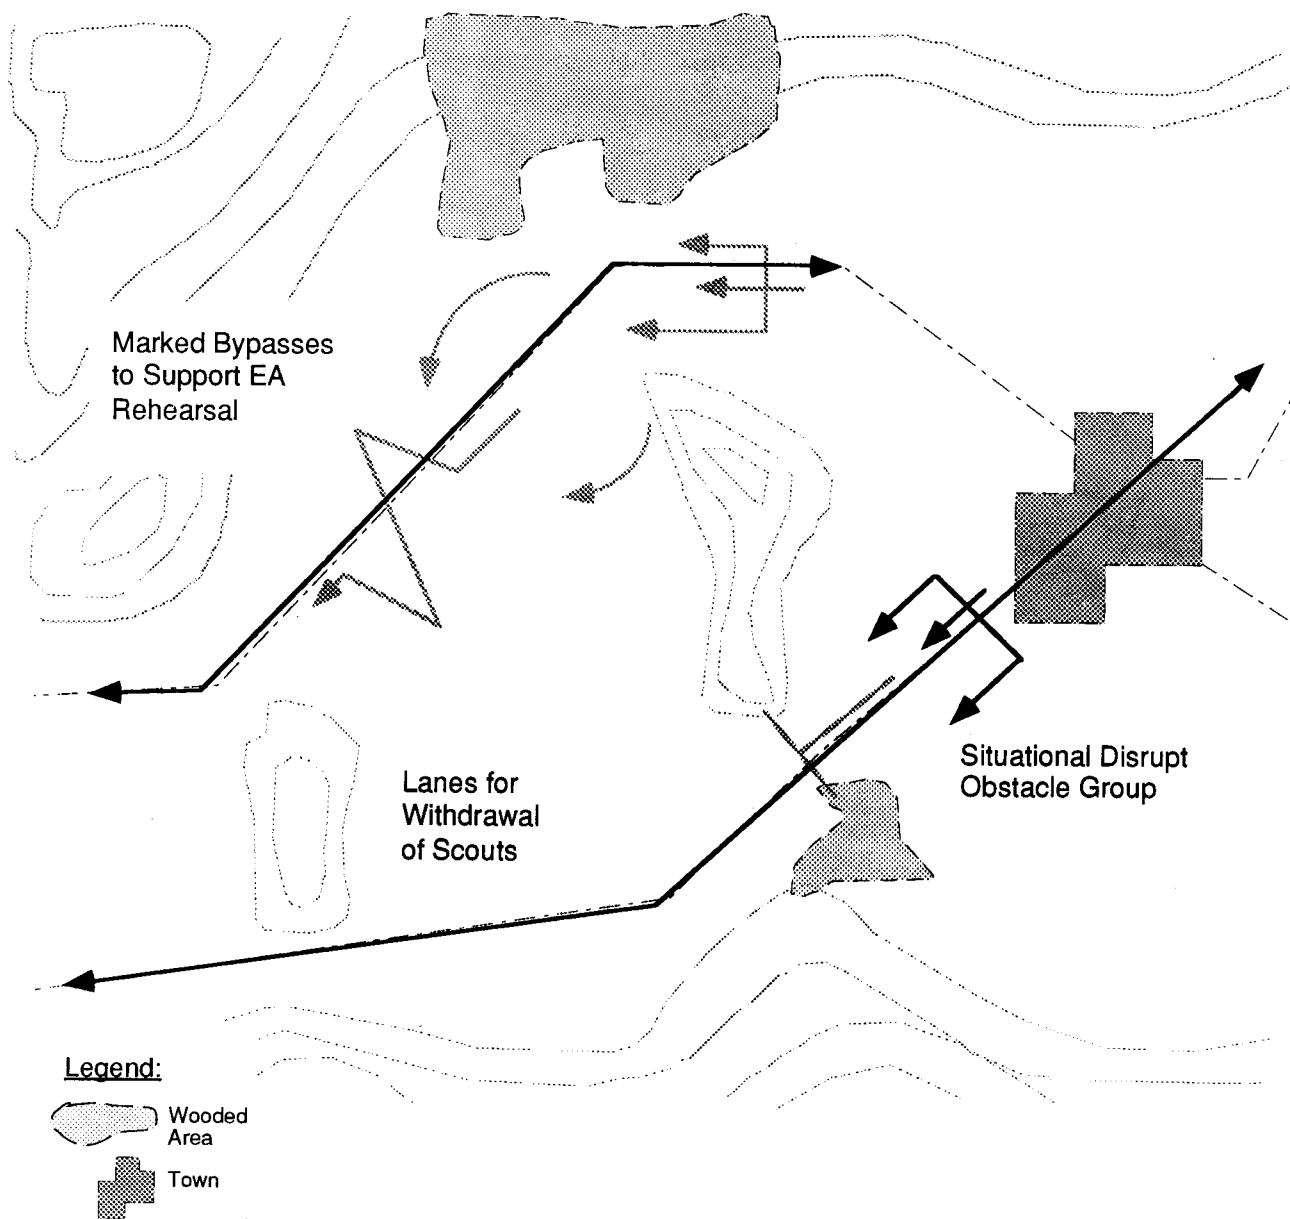 Marked Bypasses
to Support EA
Rehearsal
Situational Disrupt
Obstacle Group
Lanes for
Withdrawal
of Scouts
Legend:
Wooded
Area
Town